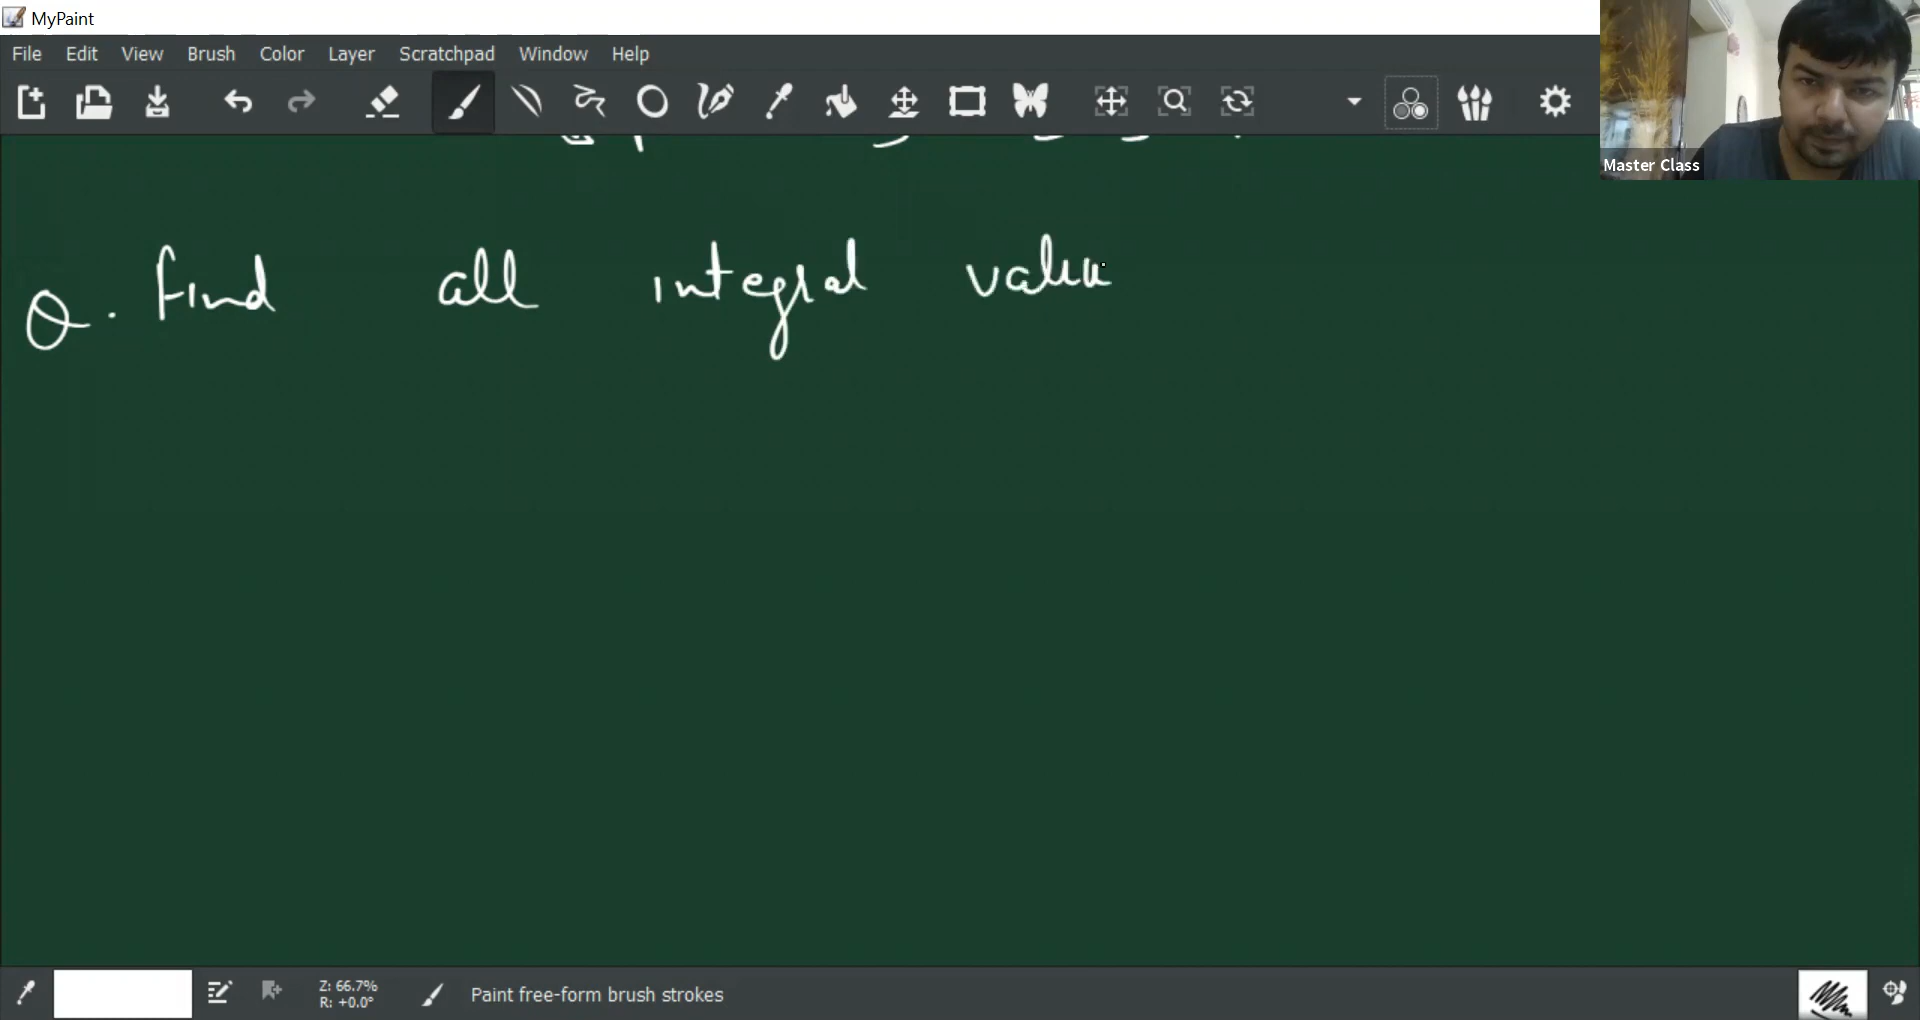 MyPaint
File Edit View Brush Color Layer Scratchpad Window Help
Master Class
Q. Find all integral valu
Z: 66.7%
R: +0.0°
Paint free-form brush strokes